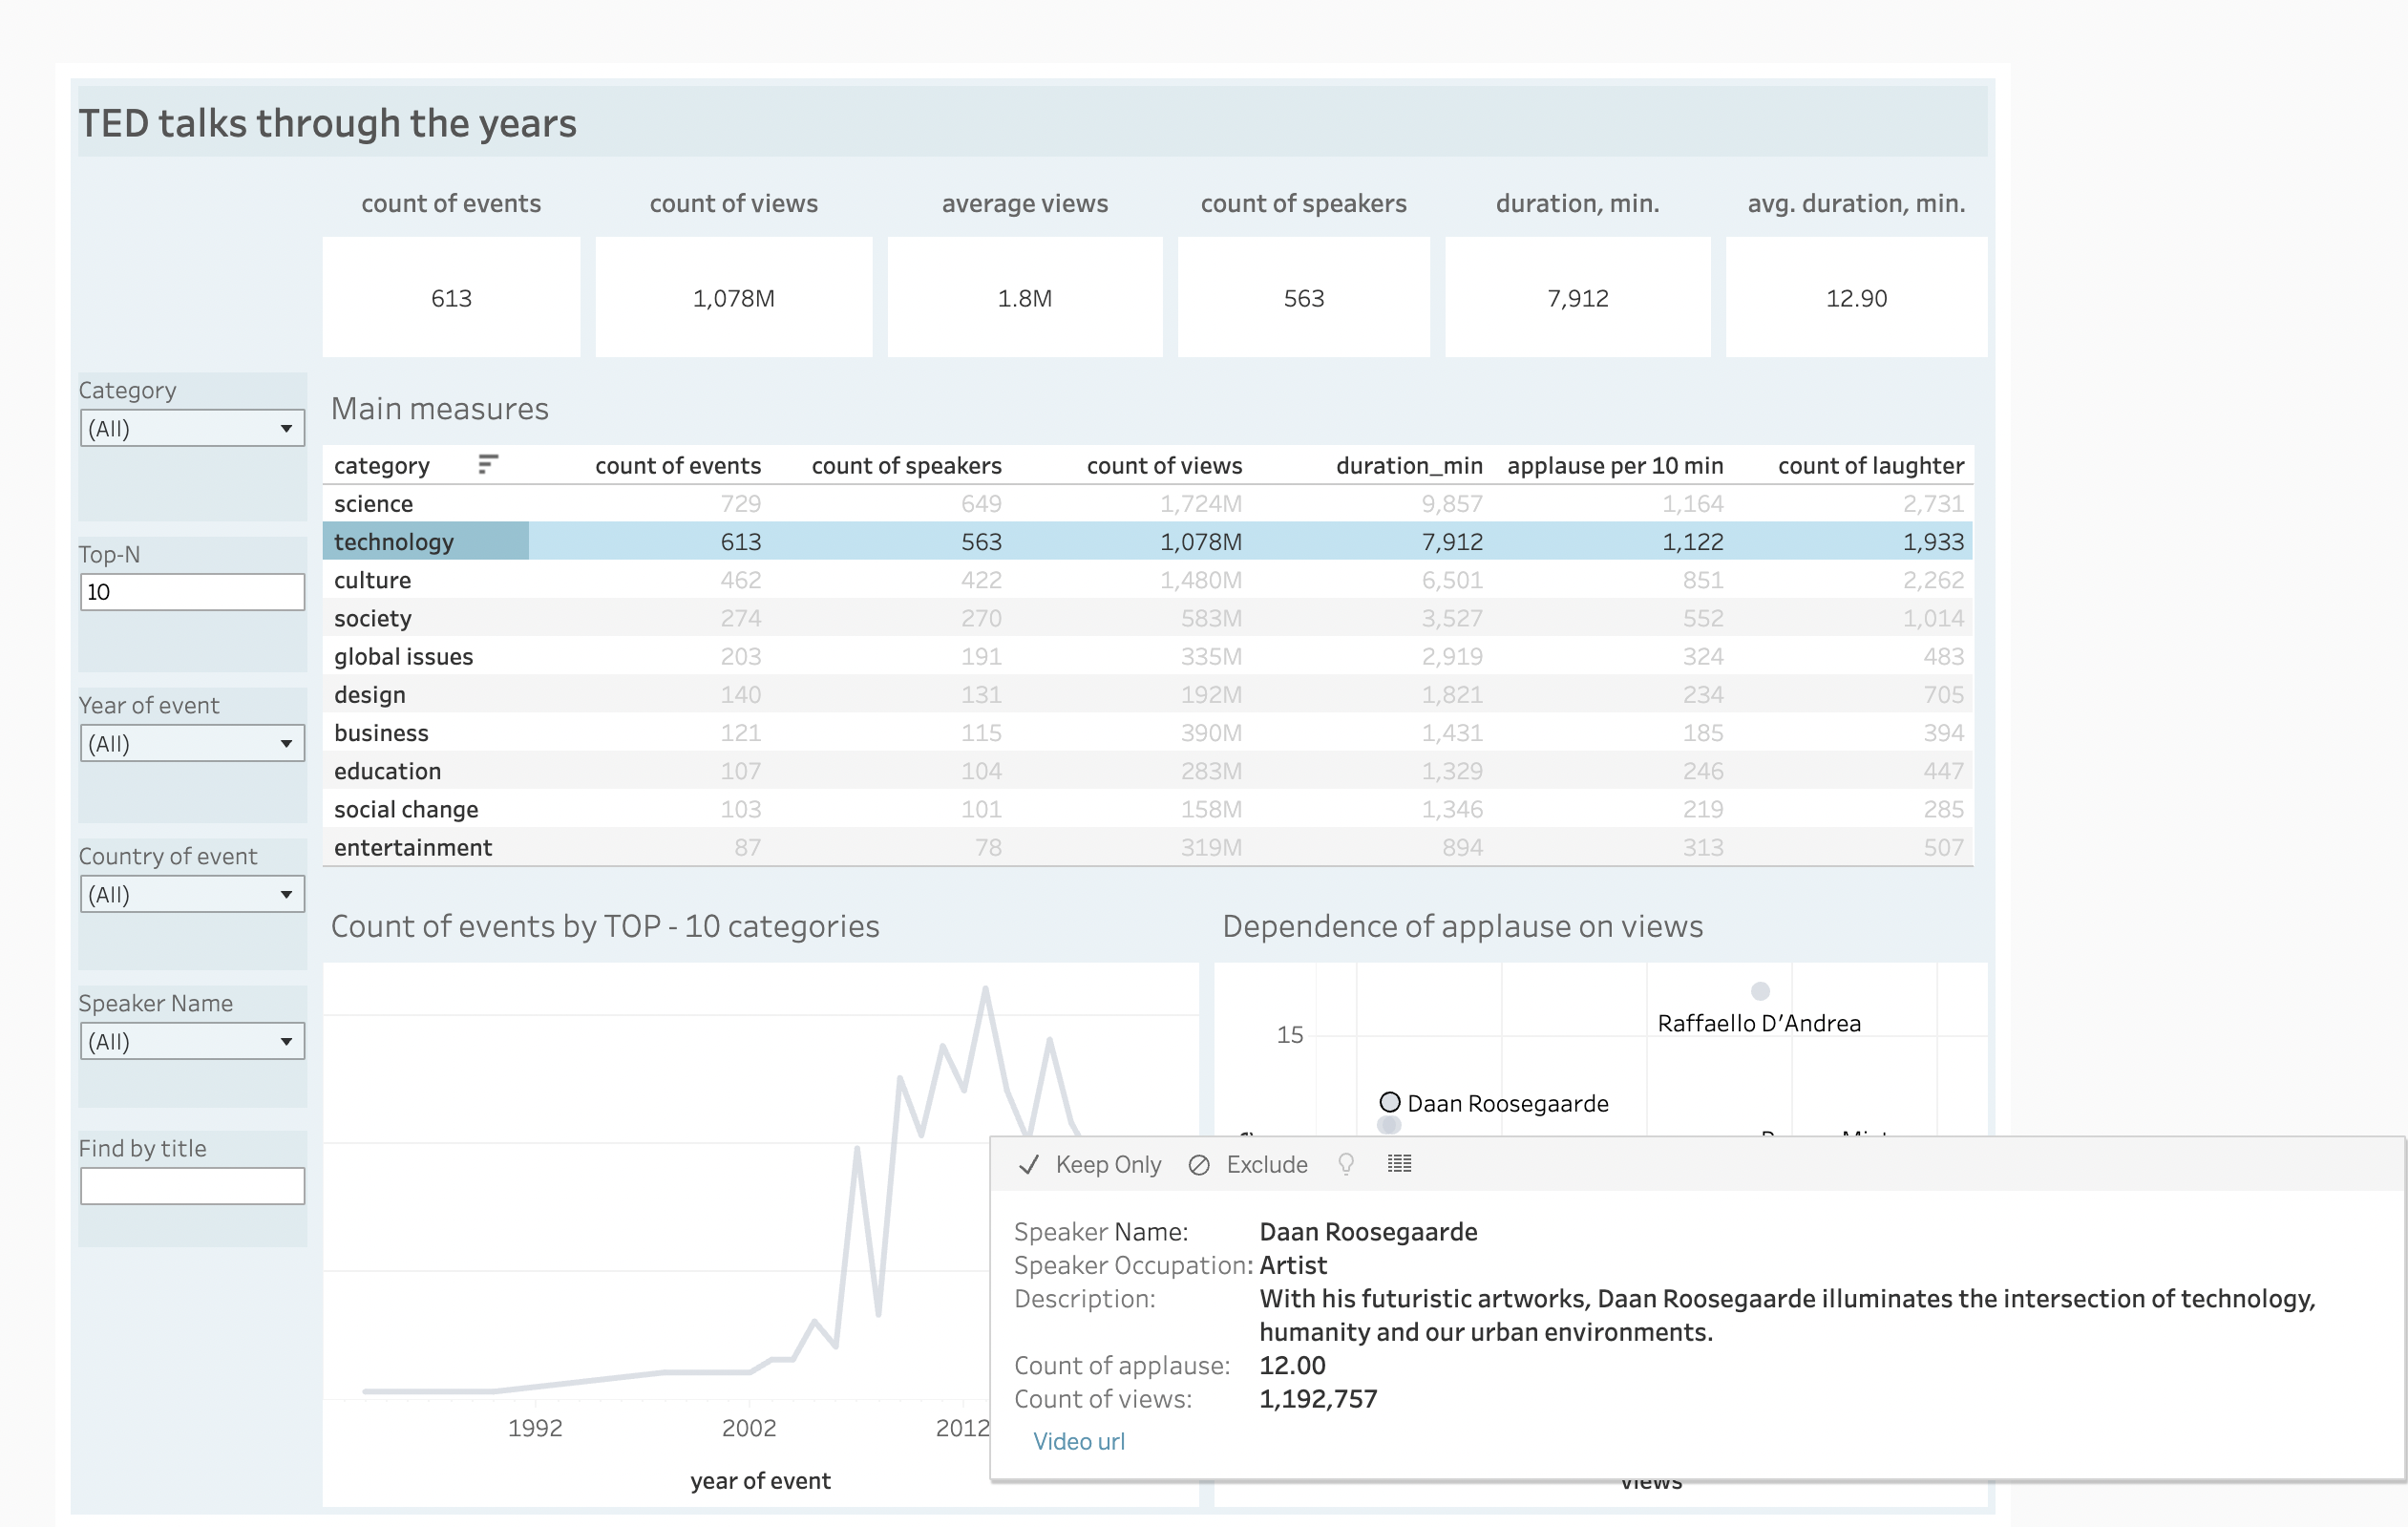 TED talks through the years
count of events count of views average views count of speakers duration, min. avg. duration, min.
613 1,078M 1.8M 563 7,912 12.90
Category
(All)
Top-N
10
Year of event
(All)
Country of event
(All)
Speaker Name
(All)
Find by title
Main measures
category count of events count of speakers count of views duration_min applause per 10 min count of laughter
science 729 649 1,724M 9,857 1,164 2,731
technology 613 563 1,078M 7,912 1,122 1,933
culture 462 422 1,480M 6,501 851 2,262
society 274 270 583M 3,527 552 1,014
global issues 203 191 335M 2,919 324 483
design 140 131 192M 1,821 234 705
business 121 115 390M 1,431 185 394
education 107 104 283M 1,329 246 447
social change 103 101 158M 1,346 219 285
entertainment 87 78 319M 894 313 507
Count of events by TOP - 10 categories
1992 2002 2012
year of event
Dependence of applause on views
Raffaello D'Andrea
15
Daan Roosegaarde
Keep Only Exclude
Speaker Name: Daan Roosegaarde
Speaker Occupation: Artist
Description: With his futuristic artworks, Daan Roosegaarde illuminates the intersection of technology,
humanity and our urban environments.
Count of applause: 12.00
Count of views: 1,192,757
Video url
views